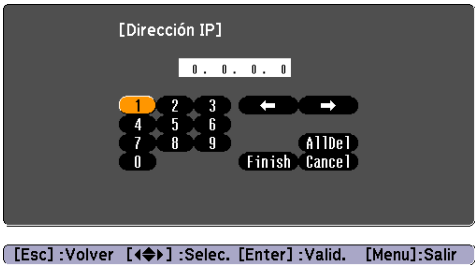 [Dirección IP]
0. 0. 0. 0
1 2 3 ← →
4 5 6
7 8 9 AllDel
0 Finish Cancel
[Esc] :Volver [◀◆▶] :Selec. [Enter] :Valid. [Menu]:Salir